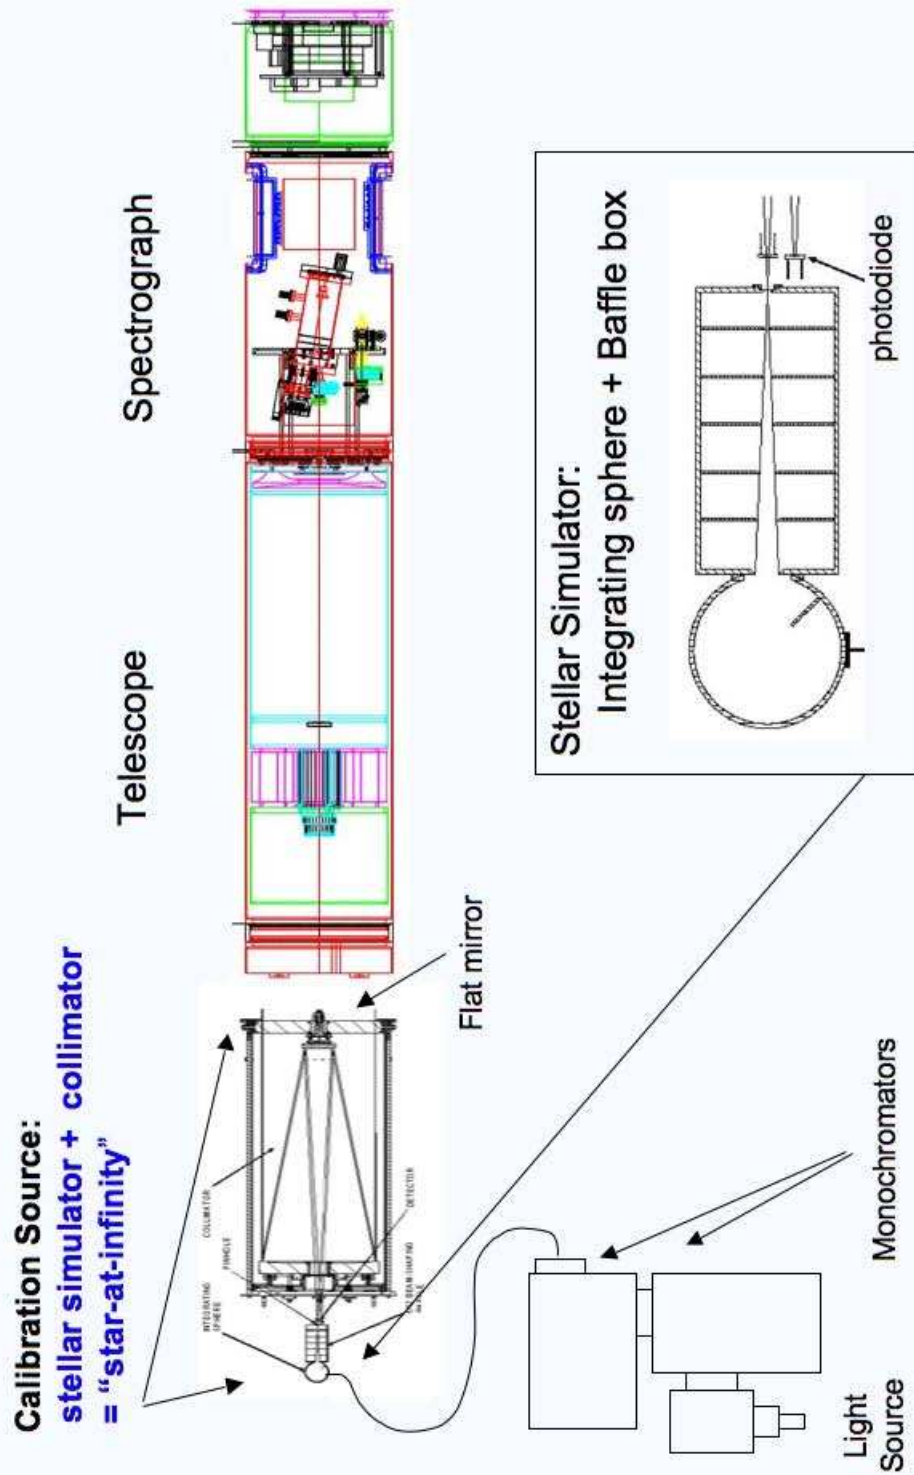 Calibration Source:
stellar simulator + collimator
= “star-at-infinity”
Telescope
Spectrograph
INTEGRATING
SPHERE
PINHOLE
COLLIMATOR
DETECTOR
Flat mirror
Light
Source
Monochromators
Stellar Simulator:
Integrating sphere + Baffle box
photodiode